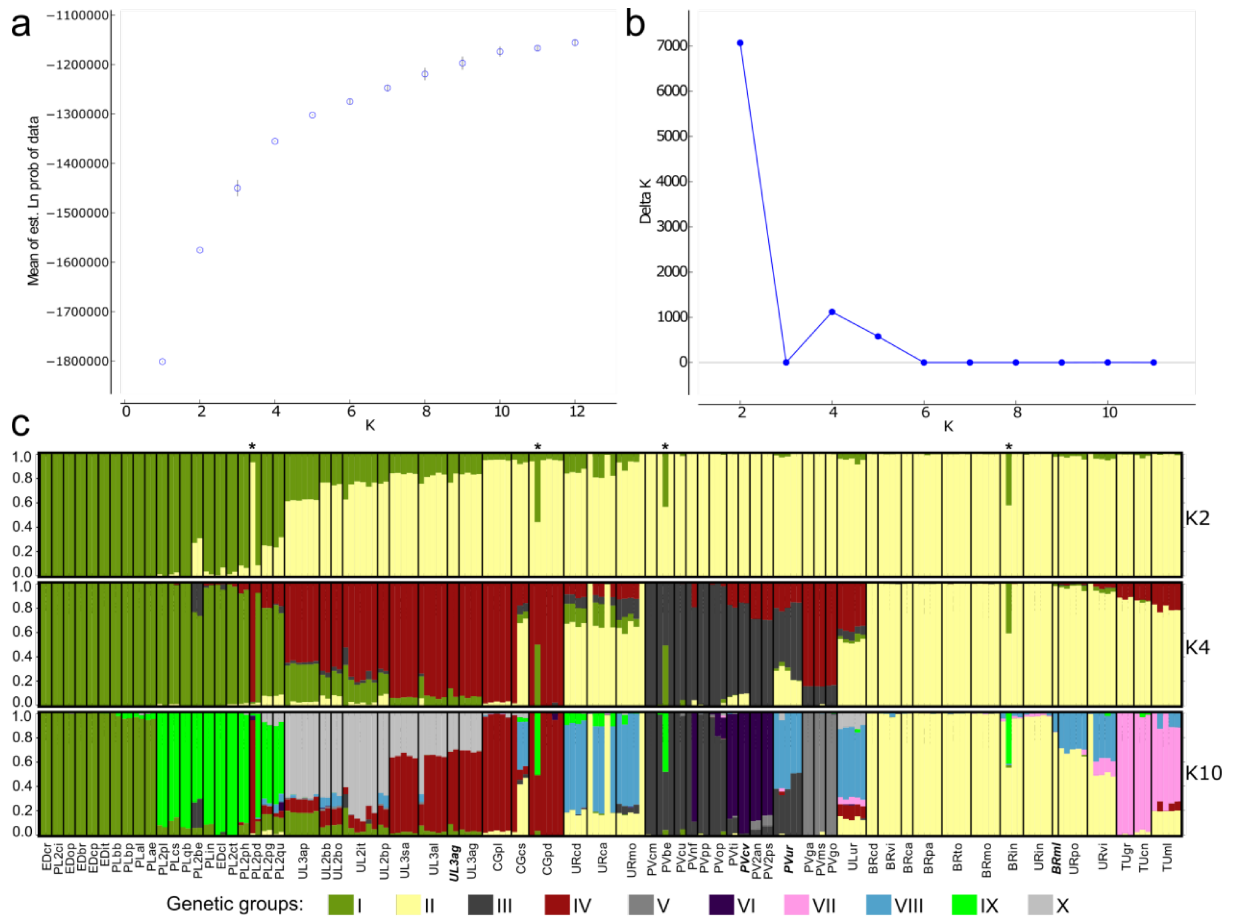 a
b
−1100000
−1200000
−1300000
−1400000
−1500000
−1600000
−1700000
−1800000
Mean of est. Ln prob of data
0 2 4 6 8 10 12
K
7000
6000
5000
4000
3000
2000
1000
0
Delta K
2 4 6 8 10
K
c
* * * *
1.0
0.8
0.6
0.4
0.2
0.0
K2
1.0
0.8
0.6
0.4
0.2
0.0
K4
1.0
0.8
0.6
0.4
0.2
0.0
K10
EDcr PL2ci EDop EDbr EDcp EDit PLbb PLbp PLal PLae PL2pl PLcs PLqb PL2be PLin EDcl PL2ct PL2ph PL2pd PL2pg PL2qu UL3ap UL2bb UL2bo UL2it UL2bp UL3sa UL3al UL3ag UL3ag CGpl CGcs CGpd URcd URca URmo PVcm PVbe PVcu PVnf PVpp PVop PVti PVcv PV2an PV2ps PVur PVga PVms PVgo ULur BRcd BRvi BRca BRpa BRto BRmo BRin URin BRml URpo URvi TUgr TUcn TUml
Genetic groups: I II III IV V VI VII VIII IX X